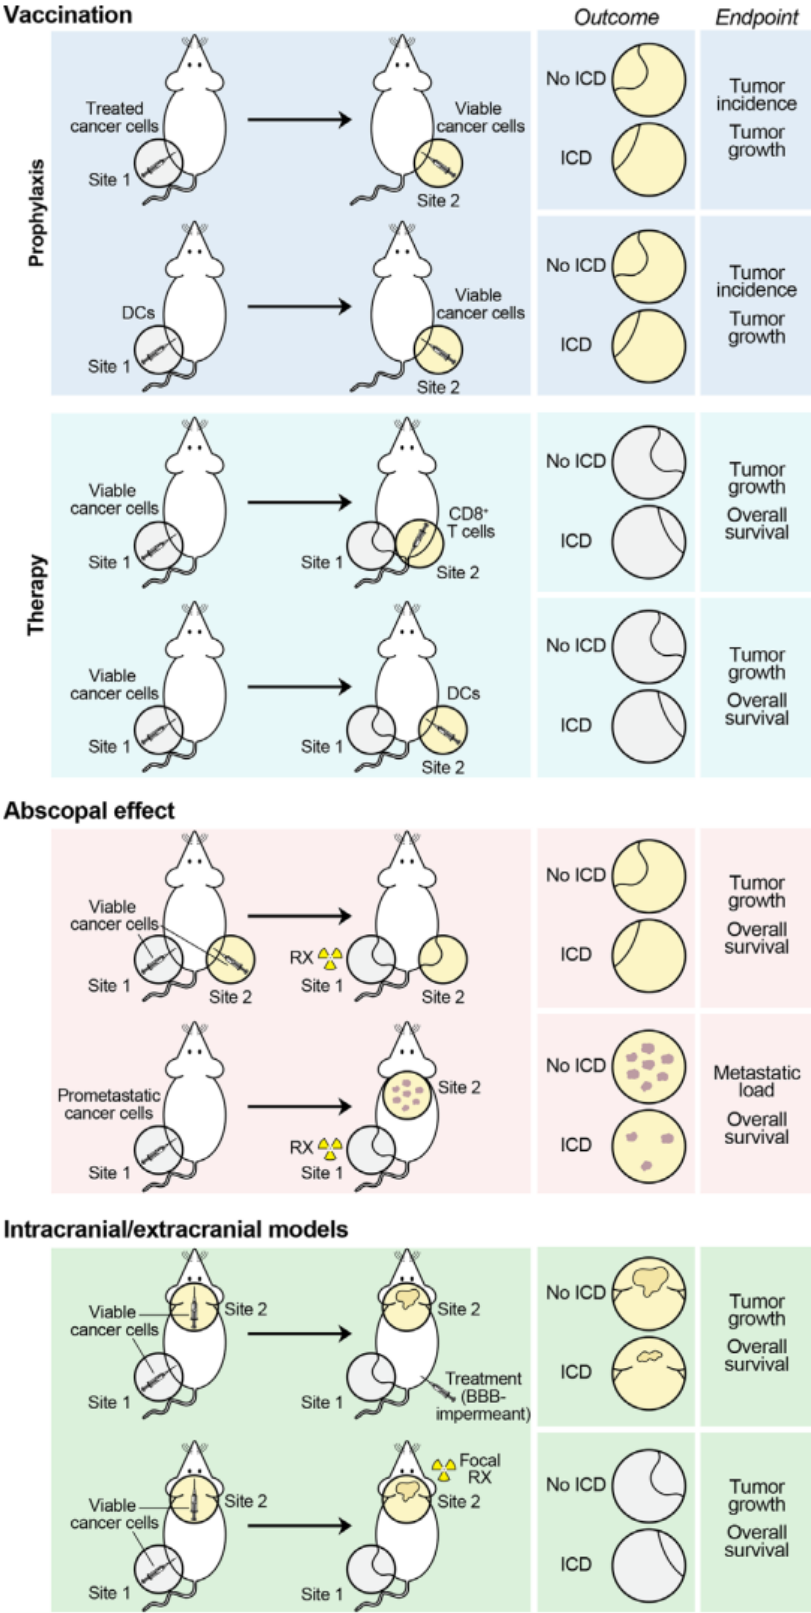 Vaccination
Outcome
Endpoint
Prophylaxis
Treated
cancer cells
Site 1
Viable
cancer cells
Site 2
No ICD
ICD
Tumor
incidence
Tumor
growth
DCs
Site 1
Viable
cancer cells
Site 2
No ICD
ICD
Tumor
incidence
Tumor
growth
Therapy
Viable
cancer cells
Site 1
Site 1
CD8+
T cells
Site 2
No ICD
ICD
Tumor
growth
Overall
survival
Viable
cancer cells
Site 1
Site 1
DCs
Site 2
No ICD
ICD
Tumor
growth
Overall
survival
Abscopal effect
Viable
cancer cells
Site 1
Site 2
RX
Site 1
Site 2
No ICD
ICD
Tumor
growth
Overall
survival
Prometastatic
cancer cells
Site 1
Site 2
RX
Site 1
No ICD
ICD
Metastatic
load
Overall
survival
Intracranial/extracranial models
Viable
cancer cells
Site 2
Site 1
Site 2
Site 1
Treatment
(BBB-
impermeant)
No ICD
ICD
Tumor
growth
Overall
survival
Viable
cancer cells
Site 2
Site 1
Focal
RX
Site 2
Site 1
No ICD
ICD
Tumor
growth
Overall
survival